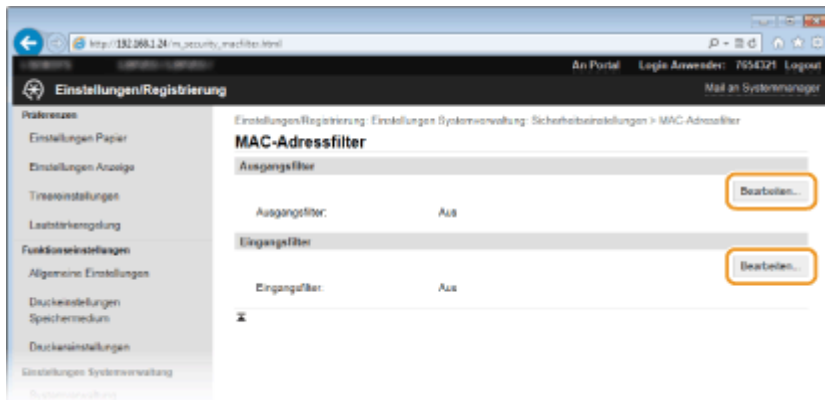 http://192.168.1.24/m_security_macfilter.html
An Portal Login Anwender: 7654321 Logout
Einstellungen/Registrierung
Mail an Systemmanager
Präferenzen
Einstellungen Papier
Einstellungen Anzeige
Timereinstellungen
Lautstärkeregelung
Funktionseinstellungen
Allgemeine Einstellungen
Druckeinstellungen
Speichermedium
Druckereinstellungen
Einstellungen Systemverwaltung
Systemverwaltung
Einstellungen/Registrierung: Einstellungen Systemverwaltung: Sicherheitseinstellungen > MAC-Adressfilter
MAC-Adressfilter
Ausgangsfilter
Bearbeiten...
Ausgangsfilter: Aus
Eingangsfilter
Bearbeiten...
Eingangsfilter: Aus